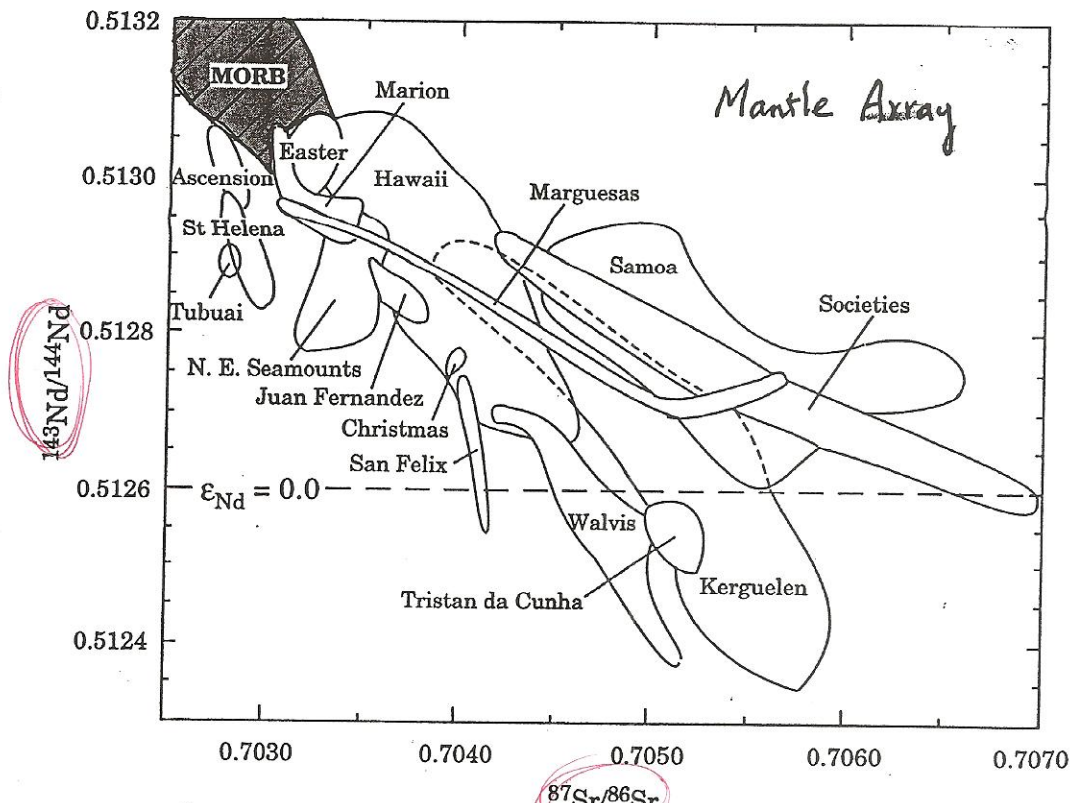 0.5132
MORB
Marion
Mantle Array
Easter
0.5130
Ascension
Hawaii
Marguesas
St Helena
Samoa
Societies
Tubuai
0.5128
143Nd/144Nd
N. E. Seamounts
Juan Fernandez
Christmas
San Felix
0.5126
εNd = 0.0
Walvis
Kerguelen
Tristan da Cunha
0.5124
0.7030
0.7040
0.7050
0.7060
0.7070
87Sr/86Sr